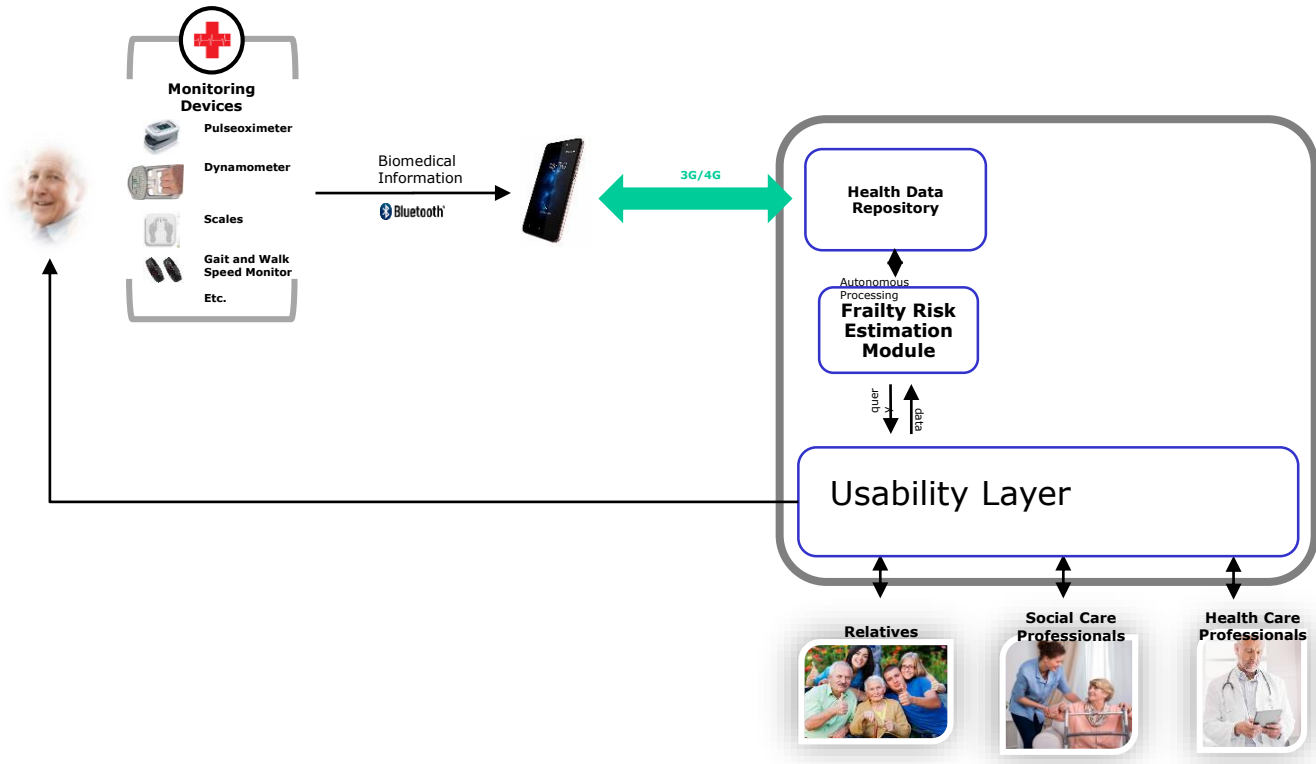 Monitoring
Devices
Pulseoximeter
Dynamometer
Scales
Gait and Walk
Speed Monitor
Etc.
Biomedical
Information
Bluetooth
3G/4G
Health Data
Repository
Autonomous
Processing
Frailty Risk
Estimation
Module
quer
y
data
Usability Layer
Relatives
Social Care
Professionals
Health Care
Professionals